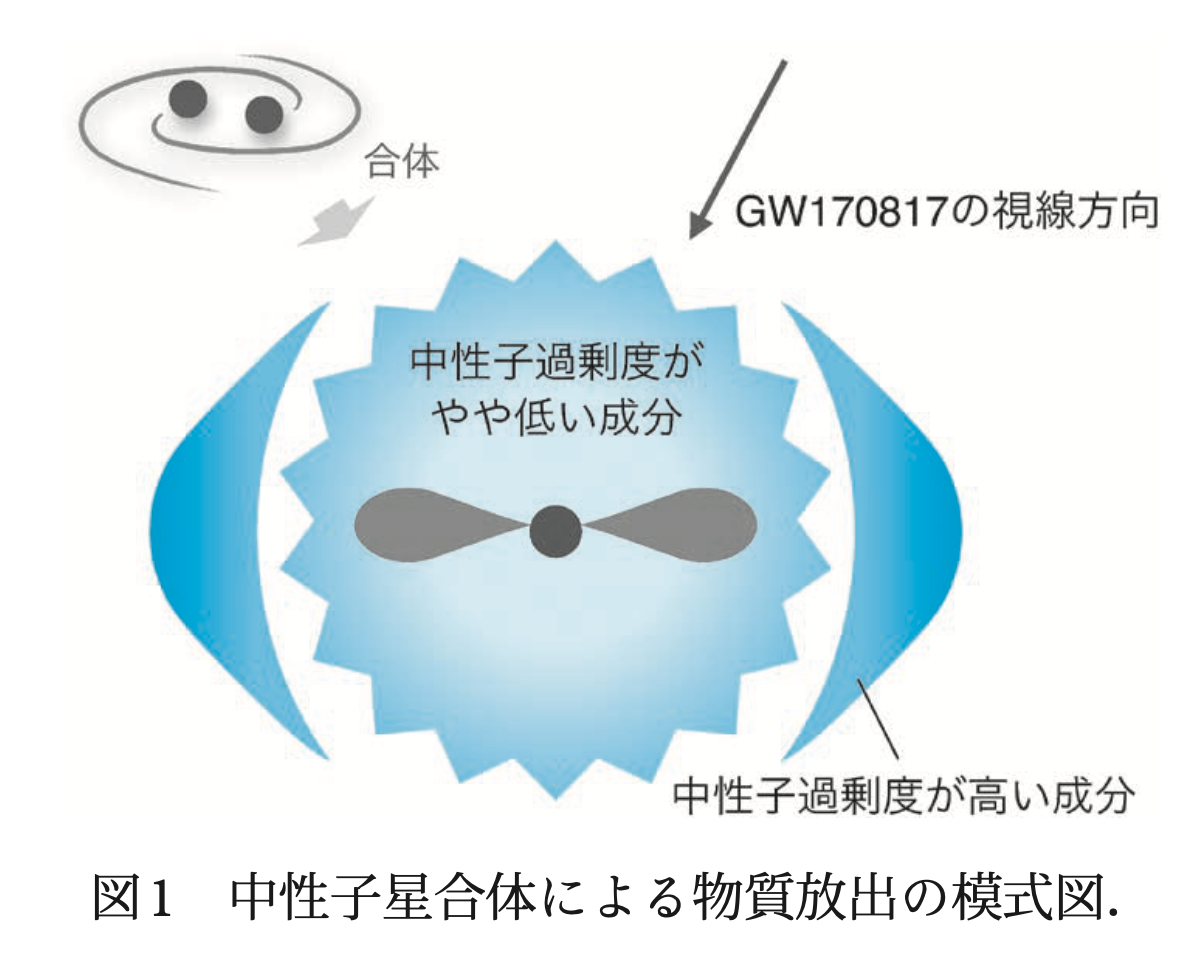 合体
GW170817の視線方向
中性子過剰度が
やや低い成分
中性子過剰度が高い成分
図1　中性子星合体による物質放出の模式図.